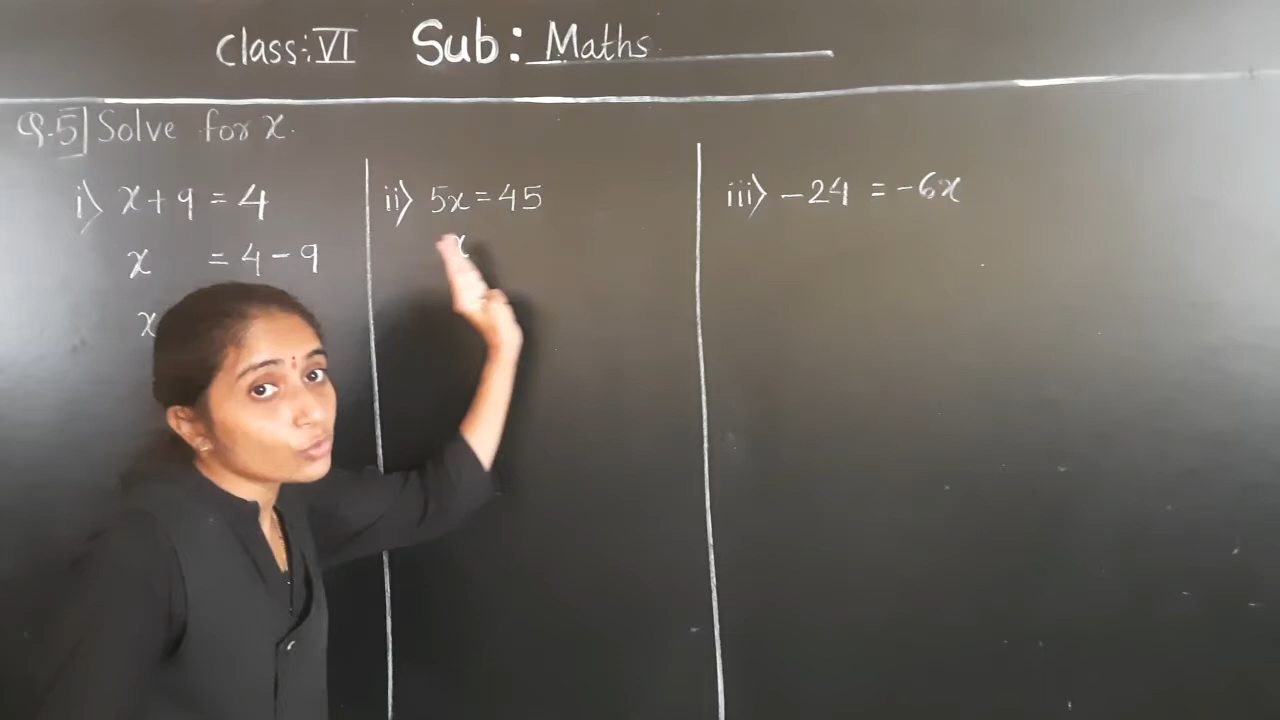 Class: VI Sub: Maths
Q.5] Solve for x.
i) x + 9 = 4
x = 4 - 9
x
ii) 5x = 45
x
iii) -24 = -6x